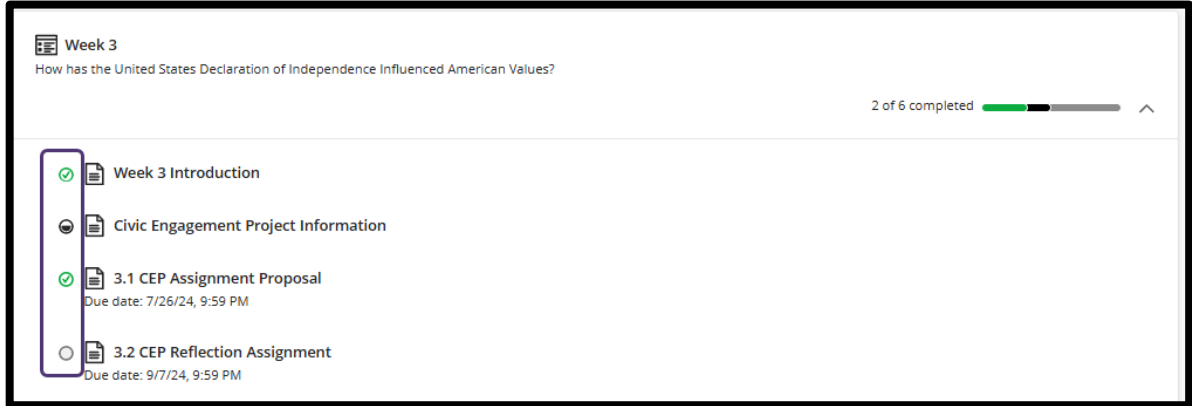 Week 3
How has the United States Declaration of Independence Influenced American Values?
2 of 6 completed
Week 3 Introduction
Civic Engagement Project Information
3.1 CEP Assignment Proposal
Due date: 7/26/24, 9:59 PM
3.2 CEP Reflection Assignment
Due date: 9/7/24, 9:59 PM